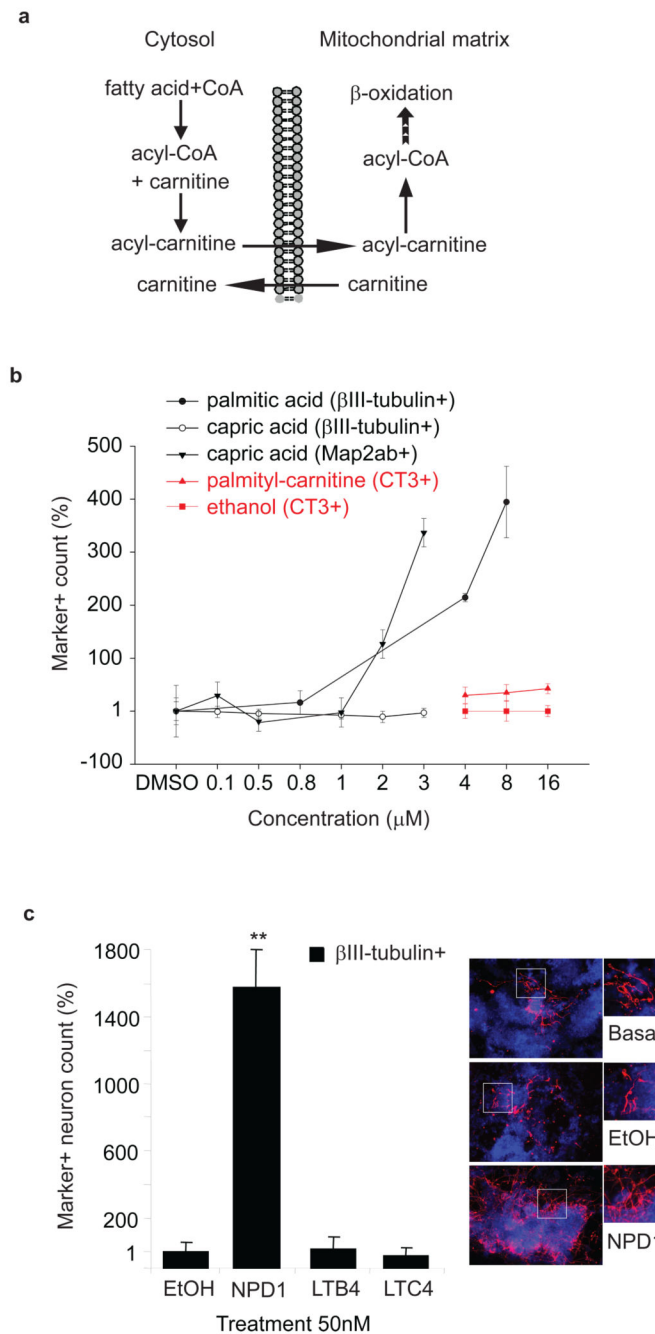 a
Cytosol Mitochondrial matrix
fatty acid+CoA β-oxidation
acyl-CoA acyl-CoA
+ carnitine
acyl-carnitine acyl-carnitine
carnitine carnitine
b
palmitic acid (βIII-tubulin+)
capric acid (βIII-tubulin+)
capric acid (Map2ab+)
palmityl-carnitine (CT3+)
ethanol (CT3+)
Marker+ count (%)
500
400
300
200
100
1
-100
DMSO 0.1 0.5 0.8 1 2 3 4 8 16
Concentration (μM)
c
**
βIII-tubulin+
Marker+ neuron count (%)
1800
1400
1000
600
200
1
EtOH NPD1 LTB4 LTC4
Treatment 50nM
Basa
EtOH
NPD1